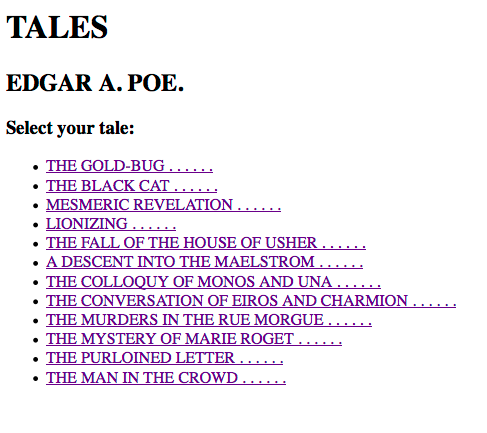 TALES
EDGAR A. POE.
Select your tale:
• THE GOLD-BUG . . . . . .
• THE BLACK CAT . . . . . .
• MESMERIC REVELATION . . . . . .
• LIONIZING . . . . . .
• THE FALL OF THE HOUSE OF USHER . . . . . .
• A DESCENT INTO THE MAELSTROM . . . . . .
• THE COLLOQUY OF MONOS AND UNA . . . . . .
• THE CONVERSATION OF EIROS AND CHARMION . . . . . .
• THE MURDERS IN THE RUE MORGUE . . . . . .
• THE MYSTERY OF MARIE ROGET . . . . . .
• THE PURLOINED LETTER . . . . . .
• THE MAN IN THE CROWD . . . . . .